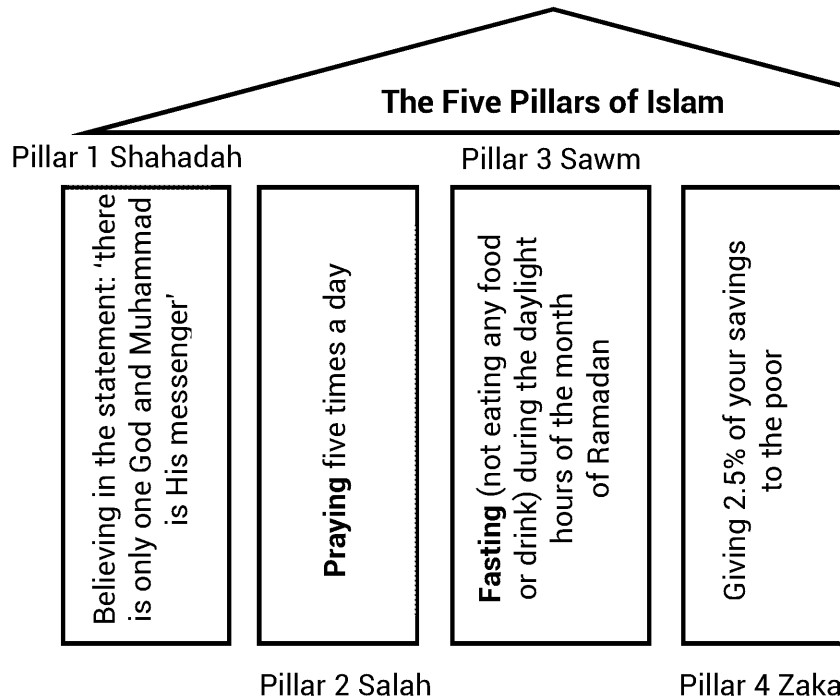 The Five Pillars of Islam
Pillar 1 Shahadah
Believing in the statement: ‘there
is only one God and Muhammad
is His messenger’
Pillar 2 Salah
Praying five times a day
Pillar 3 Sawm
Fasting (not eating any food
or drink) during the daylight
hours of the month
of Ramadan
Pillar 4 Zaka
Giving 2.5% of your savings
to the poor